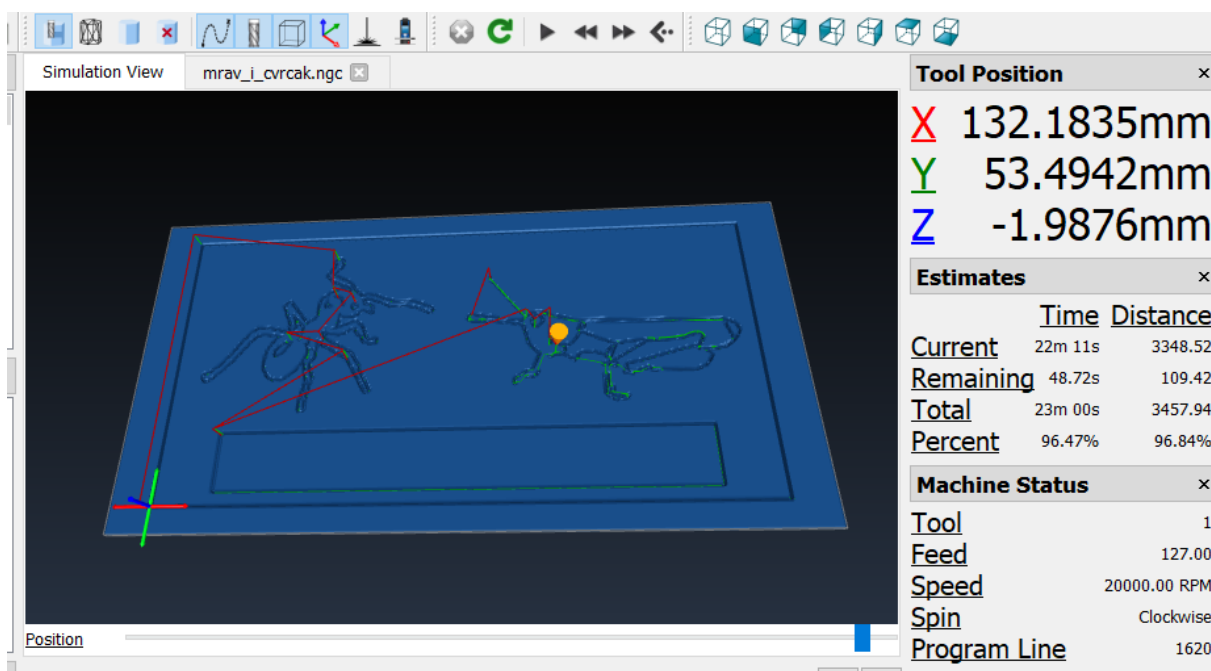 Simulation View mrav_i_cvrcak.ngc
Tool Position
X 132.1835mm
Y 53.4942mm
Z -1.9876mm
Estimates
Time Distance
Current 22m 11s 3348.52
Remaining 48.72s 109.42
Total 23m 00s 3457.94
Percent 96.47% 96.84%
Machine Status
Tool 1
Feed 127.00
Speed 20000.00 RPM
Spin Clockwise
Program Line 1620
Position